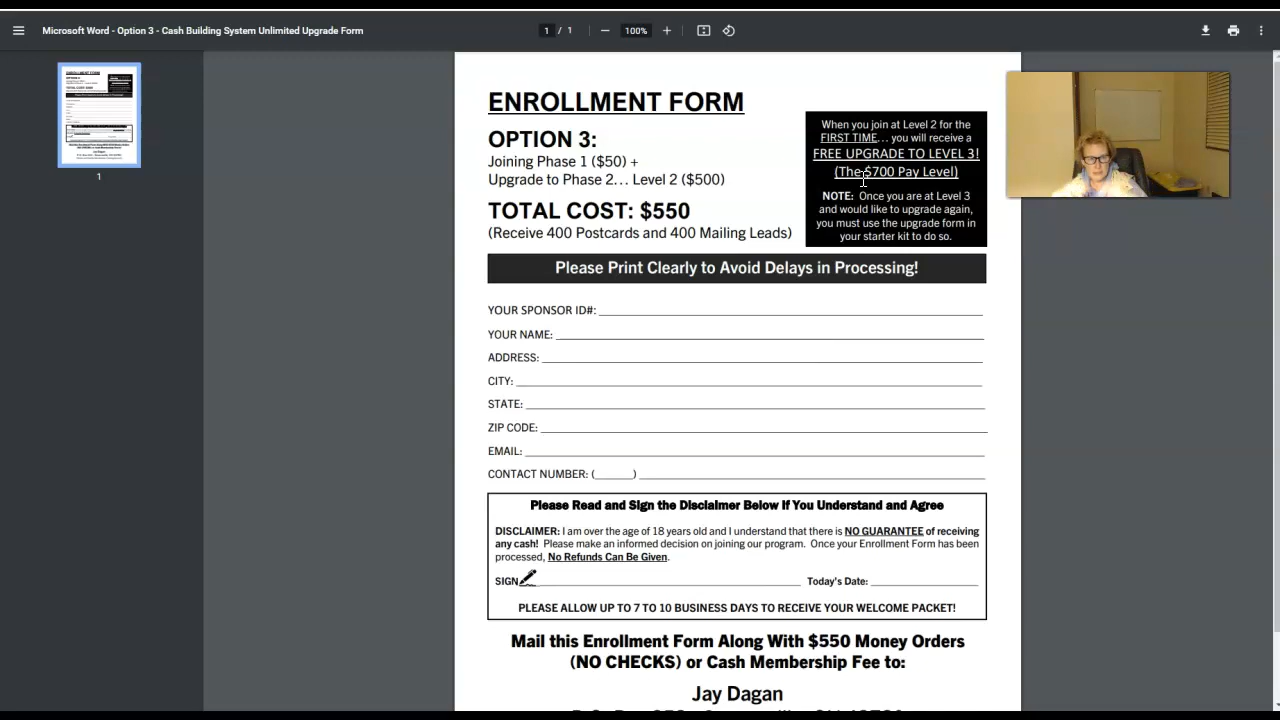 Microsoft Word - Option 3 - Cash Building System Unlimited Upgrade Form
1 / 1
100%
1
ENROLLMENT FORM
OPTION 3:
Joining Phase 1 ($50) +
Upgrade to Phase 2... Level 2 ($500)
TOTAL COST: $550
(Receive 400 Postcards and 400 Mailing Leads)
When you join at Level 2 for the
FIRST TIME... you will receive a
FREE UPGRADE TO LEVEL 3!
(The $700 Pay Level)
NOTE: Once you are at Level 3
and would like to upgrade again,
you must use the upgrade form in
your starter kit to do so.
Please Print Clearly to Avoid Delays in Processing!
YOUR SPONSOR ID#:
YOUR NAME:
ADDRESS:
CITY:
STATE:
ZIP CODE:
EMAIL:
CONTACT NUMBER: (______)
Please Read and Sign the Disclaimer Below If You Understand and Agree
DISCLAIMER: I am over the age of 18 years old and I understand that there is NO GUARANTEE of receiving
any cash! Please make an informed decision on joining our program. Once your Enrollment Form has been
processed, No Refunds Can Be Given.
SIGN Today's Date:
PLEASE ALLOW UP TO 7 TO 10 BUSINESS DAYS TO RECEIVE YOUR WELCOME PACKET!
Mail this Enrollment Form Along With $550 Money Orders
(NO CHECKS) or Cash Membership Fee to:
Jay Dagan